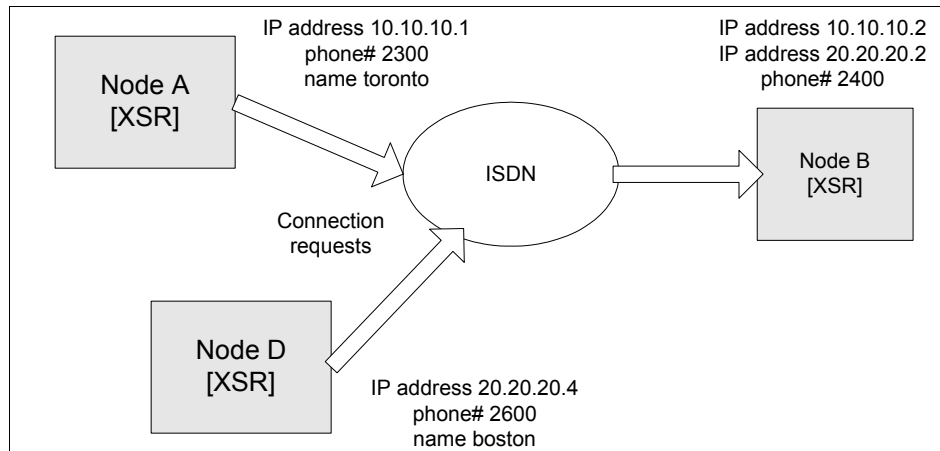 IP address 10.10.10.1
phone# 2300
name toronto
IP address 10.10.10.2
IP address 20.20.20.2
phone# 2400
Node A
[XSR]
ISDN
Node B
[XSR]
Connection
requests
Node D
[XSR]
IP address 20.20.20.4
phone# 2600
name boston